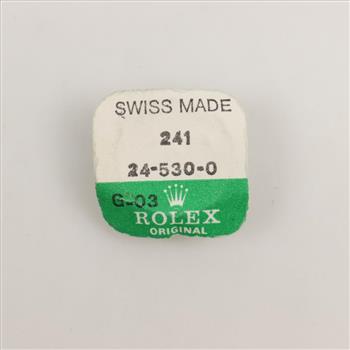 SWISS MADE
241
24-530-0
G-03
ROLEX
ORIGINAL